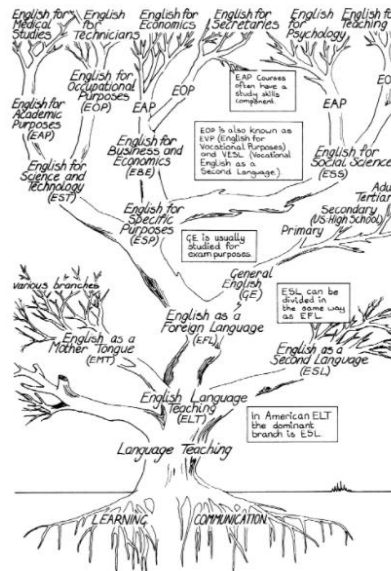 English for
Medical
Studies
English
for
Technicians
English for
Economics
English for
Secretaries
English
for
Psychology
English for
Teaching
English for
Occupational
Purposes
(EOP)
EAP
EOP
EAP Courses
often have a
study skills
component.
EAP
English for
Academic
Purposes
(EAP)
EOP is also known as
EVP (English for
Vocational Purposes)
and VESL (Vocational
English as a
Second Language)
English for
Science and
Technology
(EST)
English for
Business and
Economics
(EBE)
English for
Social Science
(ESS)
English for
Specific
Purposes
(ESP)
GE is usually
studied for
exam purposes.
Secondary
(US High School)
Primary
General
English
(GE)
various branches
ESL can be
divided in
the same way
as EFL.
English as a
Mother Tongue
(EMT)
English as a
Foreign Language
(EFL)
English as a
Second Language
(ESL)
English Language
Teaching
(ELT)
In American ELT
the dominant
branch is ESL.
Language Teaching
LEARNING
COMMUNICATION